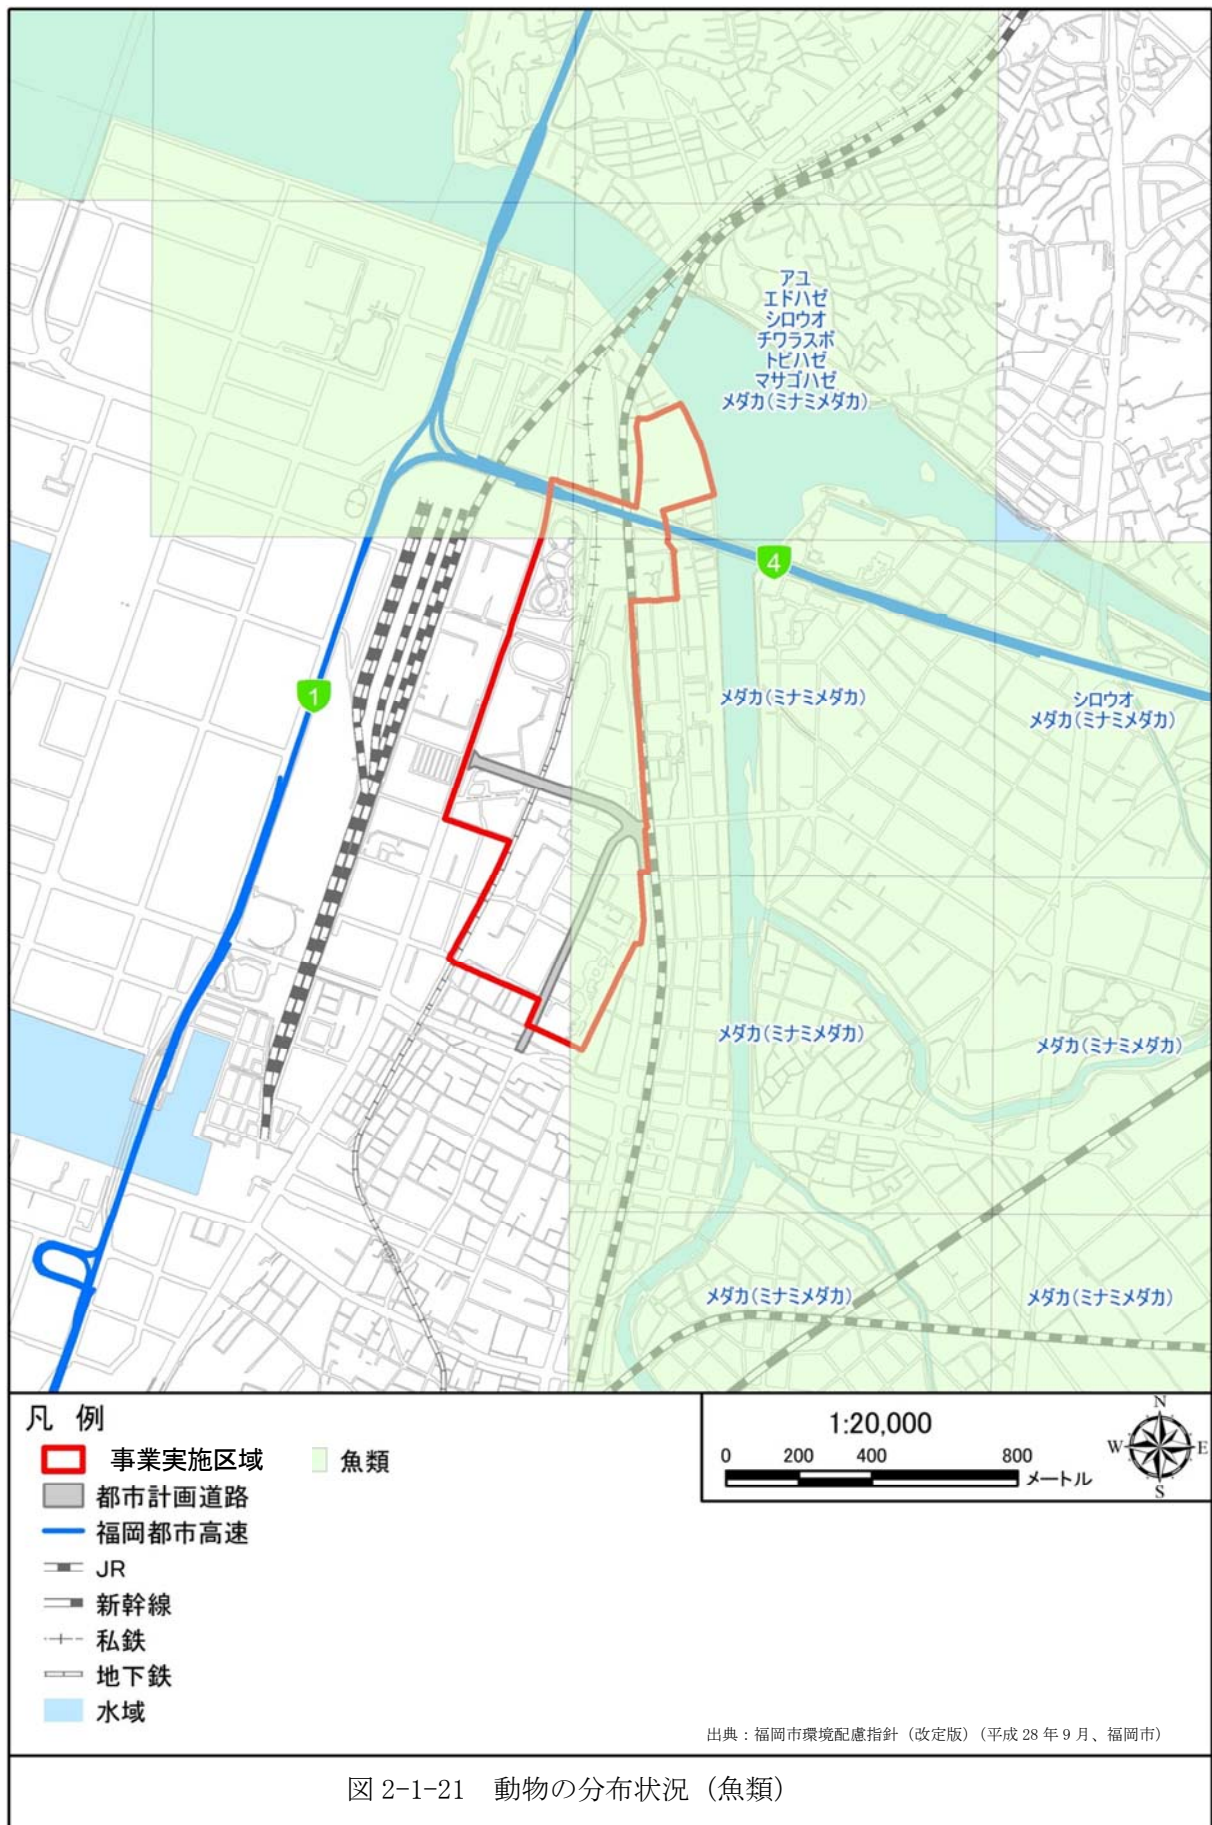 アユ
エドハゼ
シロウオ
チワラスボ
トビハゼ
マサゴハゼ
メダカ(ミナミメダカ)
4
1
メダカ(ミナミメダカ)
シロウオ
メダカ(ミナミメダカ)
メダカ(ミナミメダカ)
メダカ(ミナミメダカ)
メダカ(ミナミメダカ)
メダカ(ミナミメダカ)
凡 例
事業実施区域
魚類
都市計画道路
福岡都市高速
JR
新幹線
私鉄
地下鉄
水域
1:20,000
0 200 400 800
メートル
N
W E
S
出典：福岡市環境配慮指針（改定版）（平成 28 年 9 月、福岡市）
図 2-1-21 動物の分布状況（魚類）